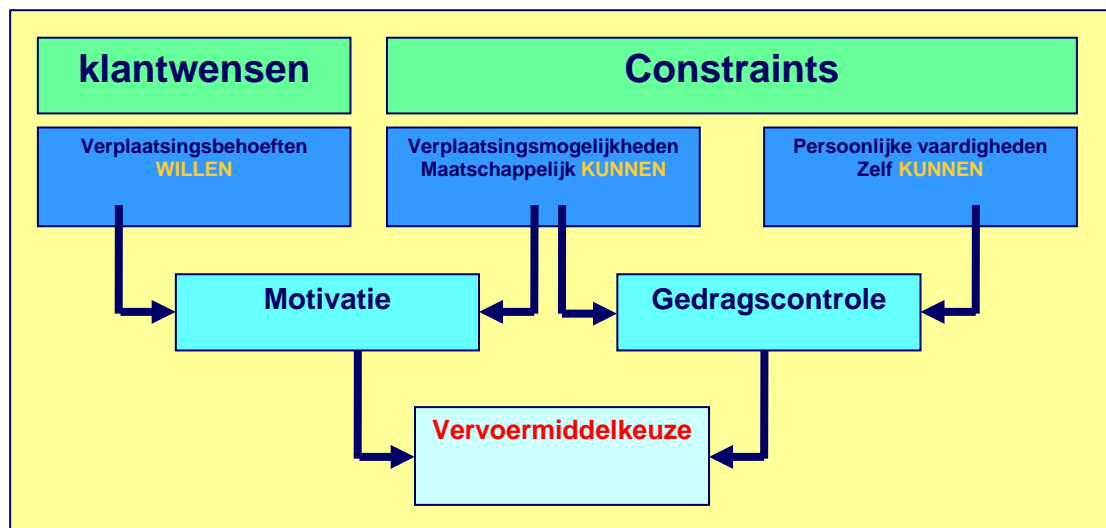 klantwensen
Constraints
Verplaatsingsbehoeften
WILLEN
Verplaatsingsmogelijkheden
Maatschappelijk KUNNEN
Persoonlijke vaardigheden
Zelf KUNNEN
Motivatie
Gedragscontrole
Vervoermiddelkeuze